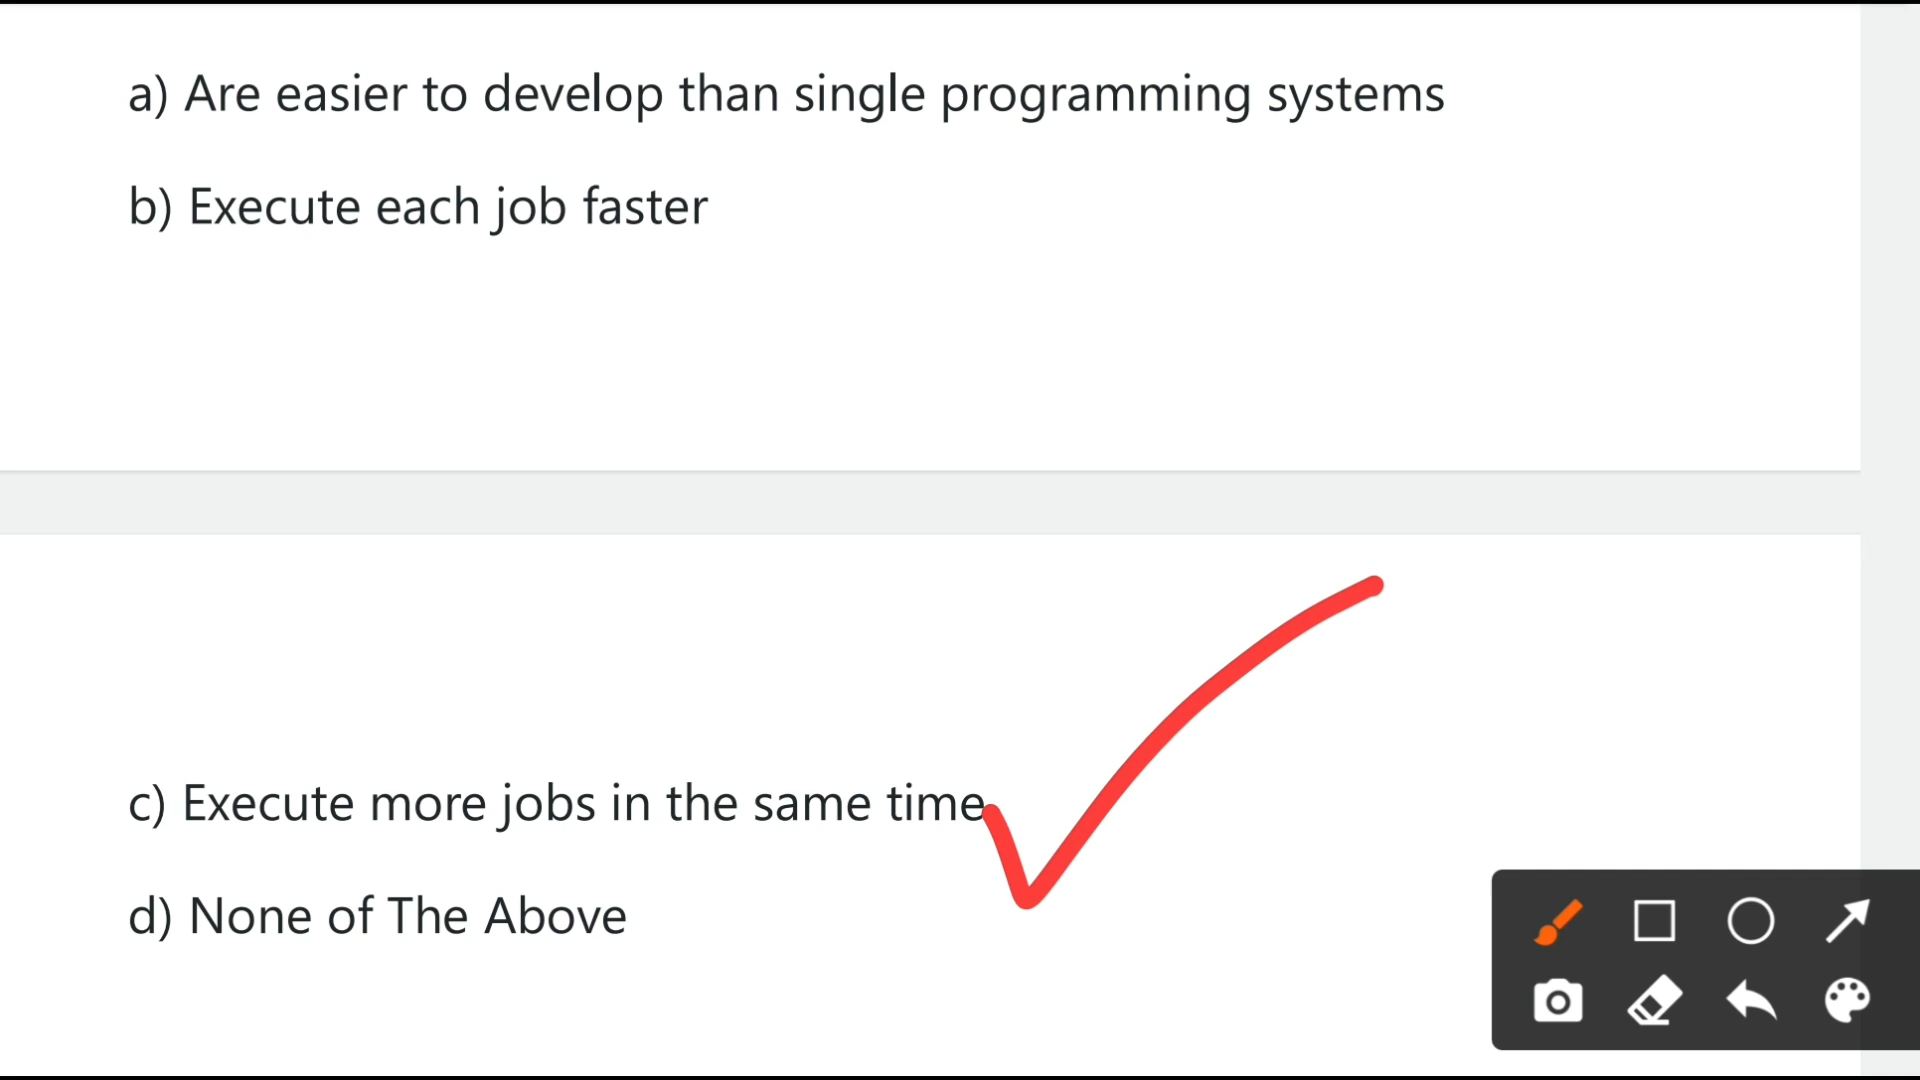 a) Are easier to develop than single programming systems
b) Execute each job faster
c) Execute more jobs in the same time
d) None of The Above